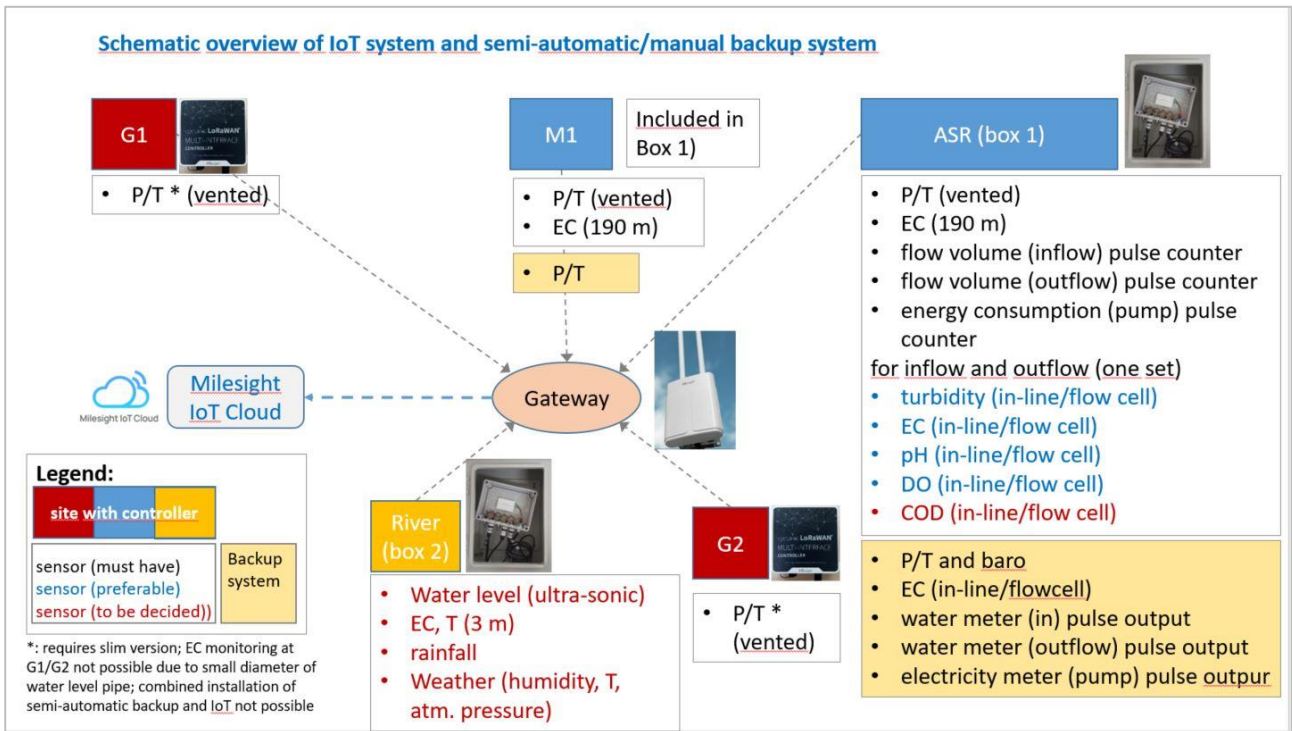 Schematic overview of IoT system and semi-automatic/manual backup system
G1
LoRaWAN
CONTROLLER
• P/T * (vented)
M1
Included in
Box 1)
• P/T (vented)
• EC (190 m)
• P/T
ASR (box 1)
• P/T (vented)
• EC (190 m)
• flow volume (inflow) pulse counter
• flow volume (outflow) pulse counter
• energy consumption (pump) pulse
counter
for inflow and outflow (one set)
• turbidity (in-line/flow cell)
• EC (in-line/flow cell)
• pH (in-line/flow cell)
• DO (in-line/flow cell)
• COD (in-line/flow cell)
• P/T and baro
• EC (in-line/flowcell)
• water meter (in) pulse output
• water meter (outflow) pulse output
• electricity meter (pump) pulse outpur
Milesight IoT Cloud
Milesight
IoT Cloud
Gateway
Legend:
site with controller
sensor (must have)
sensor (preferable)
sensor (to be decided))
Backup
system
*: requires slim version; EC monitoring at
G1/G2 not possible due to small diameter of
water level pipe; combined installation of
semi-automatic backup and IoT not possible
River
(box 2)
• Water level (ultra-sonic)
• EC, T (3 m)
• rainfall
• Weather (humidity, T,
atm. pressure)
G2
LoRaWAN
CONTROLLER
• P/T *
(vented)